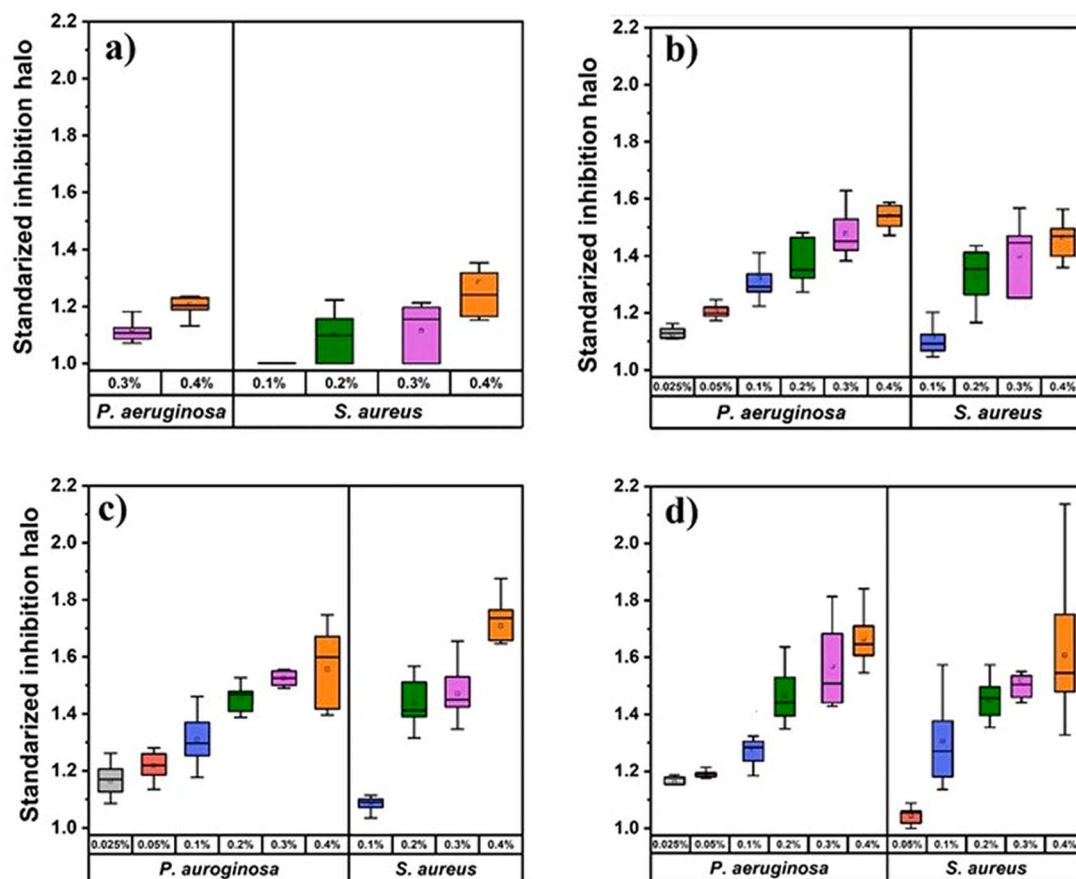 a)
Standarized inhibition halo
2.2
2.0
1.8
1.6
1.4
1.2
1.0
0.3% 0.4% 0.1% 0.2% 0.3% 0.4%
P. aeruginosa S. aureus
b)
Standarized inhibition halo
2.2
2.0
1.8
1.6
1.4
1.2
1.0
0.025% 0.05% 0.1% 0.2% 0.3% 0.4% 0.1% 0.2% 0.3% 0.4%
P. aeruginosa S. aureus
c)
Standarized inhibition halo
2.2
2.0
1.8
1.6
1.4
1.2
1.0
0.025% 0.05% 0.1% 0.2% 0.3% 0.4% 0.1% 0.2% 0.3% 0.4%
P. auroginosa S. aureus
d)
2.2
2.0
1.8
1.6
1.4
1.2
1.0
0.025% 0.05% 0.1% 0.2% 0.3% 0.4% 0.05% 0.1% 0.2% 0.3% 0.4%
P. aeruginosa S. aureus